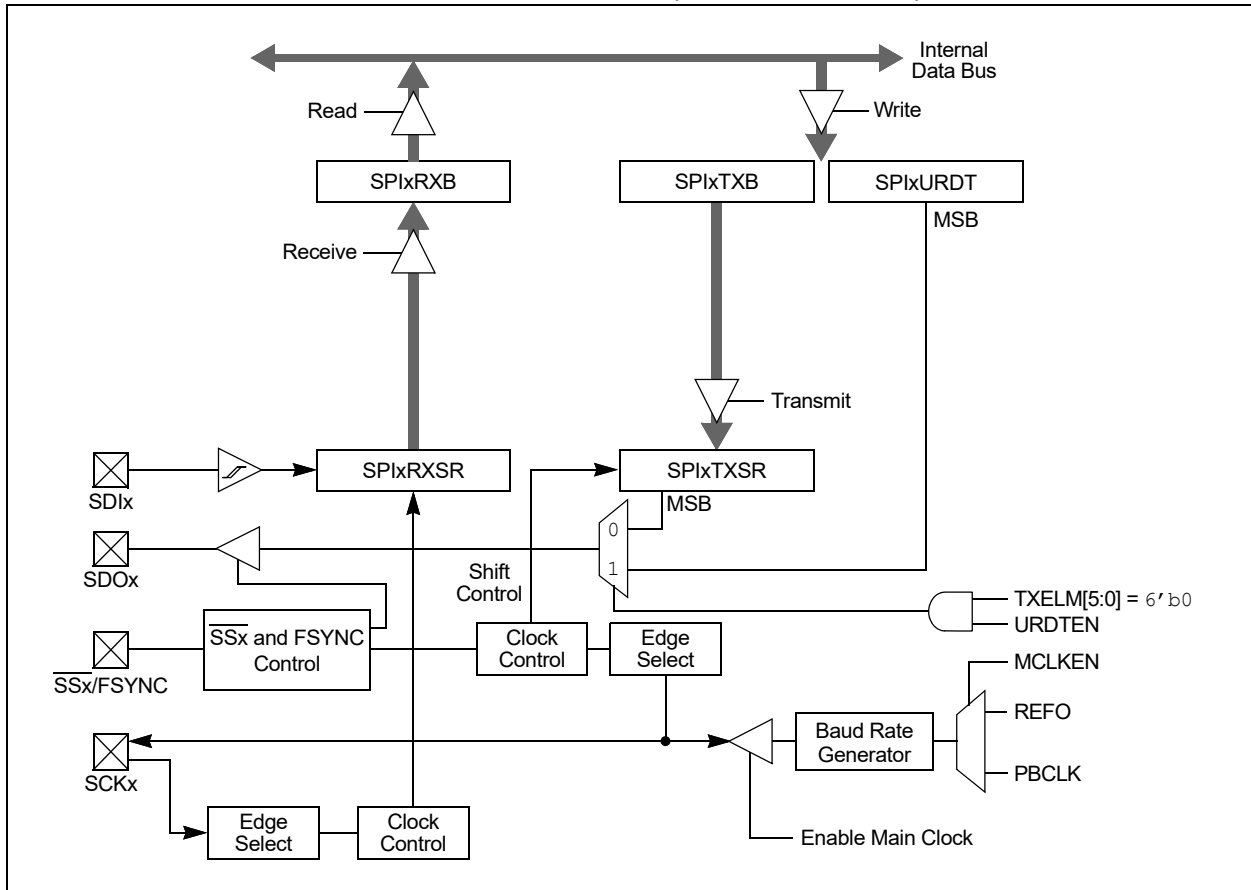 Internal
Data Bus
Read
Write
SPIxRXB
SPIxTXB
SPIxURDT
MSB
Receive
Transmit
SDIx
SPIxRXSR
SPIxTXSR
MSB
0
1
SDOx
Shift
Control
TXELM[5:0] = 6’b0
URDTEN
SSx and FSYNC
Control
Clock
Control
Edge
Select
SSx/FSYNC
MCLKEN
REFO
Baud Rate
Generator
PBCLK
SCKx
Edge
Select
Clock
Control
Enable Main Clock